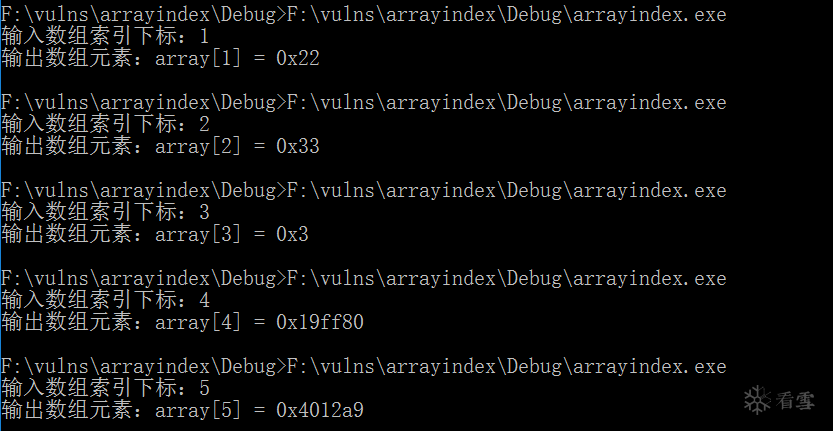 F:\vulns\arrayindex\Debug>F:\vulns\arrayindex\Debug\arrayindex.exe
输入数组索引下标：1
输出数组元素：array[1] = 0x22
F:\vulns\arrayindex\Debug>F:\vulns\arrayindex\Debug\arrayindex.exe
输入数组索引下标：2
输出数组元素：array[2] = 0x33
F:\vulns\arrayindex\Debug>F:\vulns\arrayindex\Debug\arrayindex.exe
输入数组索引下标：3
输出数组元素：array[3] = 0x3
F:\vulns\arrayindex\Debug>F:\vulns\arrayindex\Debug\arrayindex.exe
输入数组索引下标：4
输出数组元素：array[4] = 0x19ff80
F:\vulns\arrayindex\Debug>F:\vulns\arrayindex\Debug\arrayindex.exe
输入数组索引下标：5
输出数组元素：array[5] = 0x4012a9
看雪